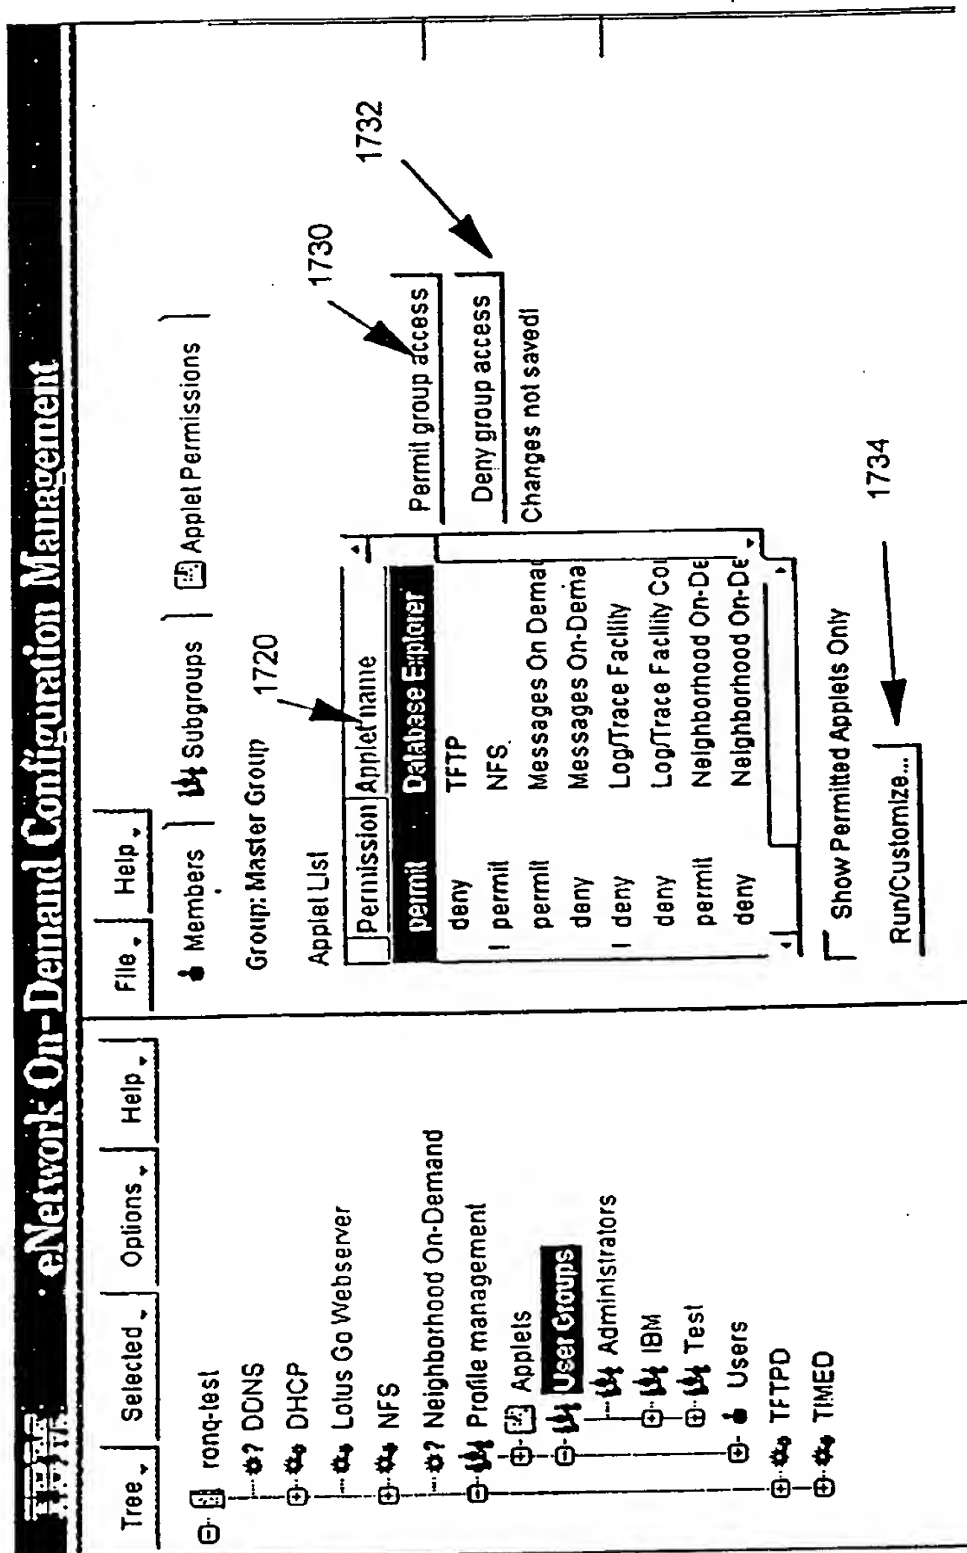 IBM
eNetwork On-Demand Configuration Management
Tree
Selected
Options
Help
ronq-test
? DDNS
DHCP
Lotus Go Webserver
NFS
? Neighborhood On-Demand
Profile management
Applets
User Groups
Administrators
IBM
Test
Users
TFTPD
TIMED
File
Help
Members
Subgroups
Applet Permissions
Group: Master Group
1720
Applet List
Permission Applet name
permit Database Explorer
deny TFTP
! permit NFS
permit Messages On Demand
deny Messages On-Dema
! deny Log/Trace Facility
deny Log/Trace Facility Con
permit Neighborhood On-De
deny Neighborhood On-De
Permit group access
1730
Deny group access
1732
Changes not saved!
Show Permitted Applets Only
Run/Customize...
1734